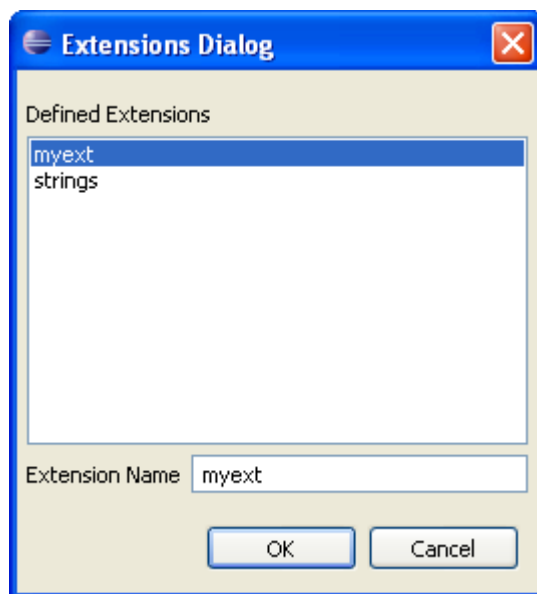 Extensions Dialog
Defined Extensions
myext
strings
Extension Name myext
OK Cancel